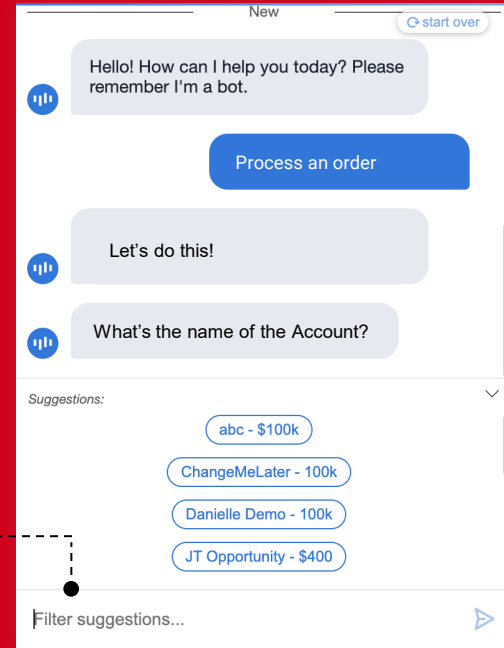 New
start over
Hello! How can I help you today? Please
remember I'm a bot.
Process an order
Let's do this!
What's the name of the Account?
Suggestions:
abc - $100k
ChangeMeLater - 100k
Danielle Demo - 100k
JT Opportunity - $400
Filter suggestions...